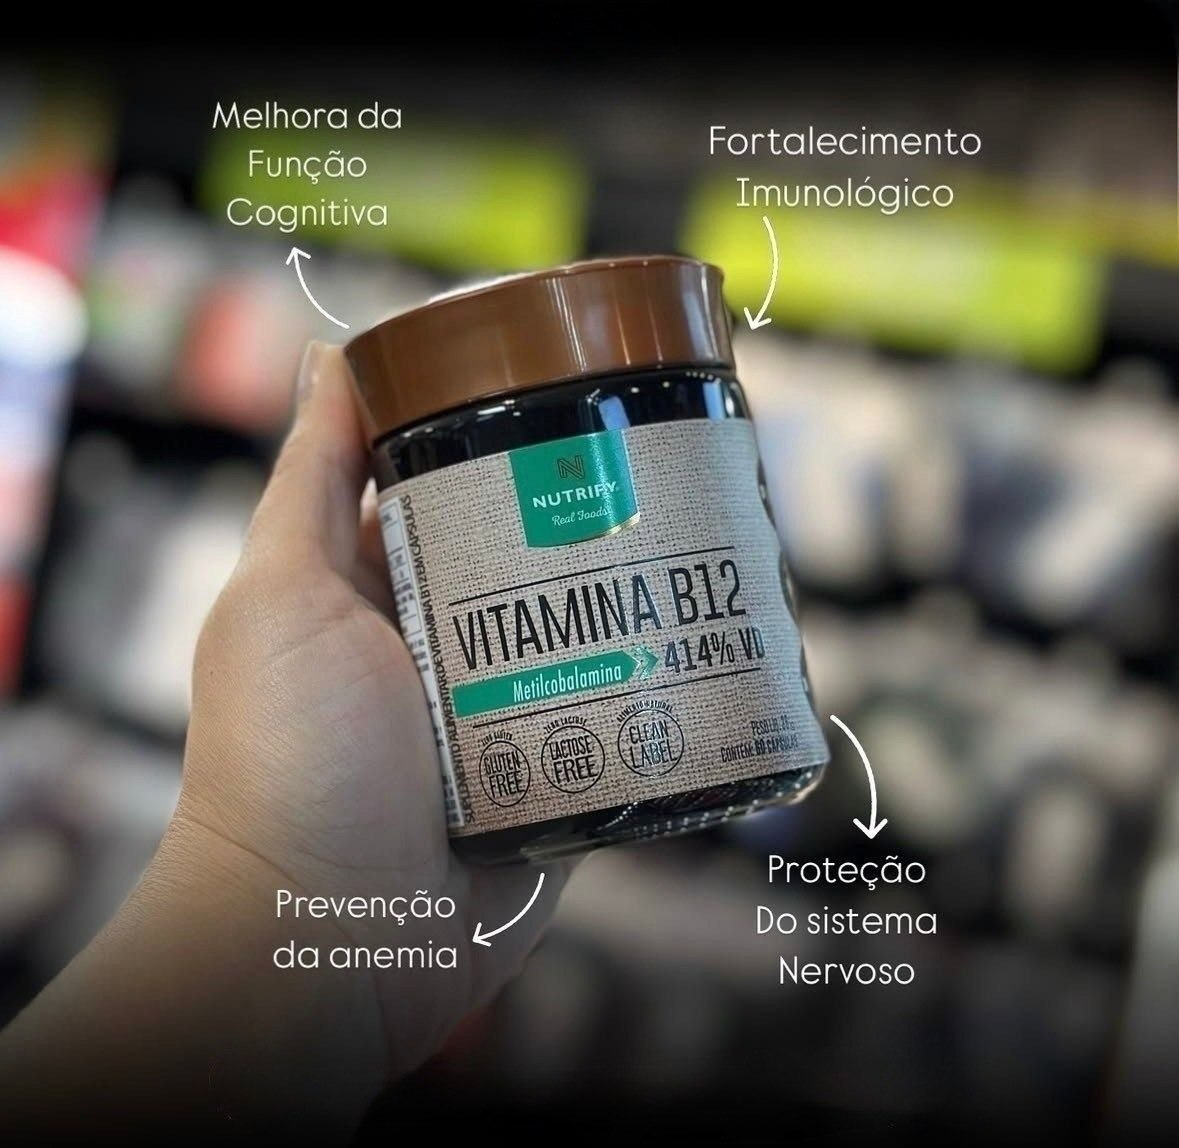 Melhora da
Função
Cognitiva
Fortalecimento
Imunológico
N
NUTRIFY
Real Foods
VITAMINA B12
Metilcobalamina
414% VD
GLUTEN
FREE
LACTOSE
FREE
CLEAN
LABEL
CONTÉM 60 CÁPSULAS
Prevenção
da anemia
Proteção
Do sistema
Nervoso